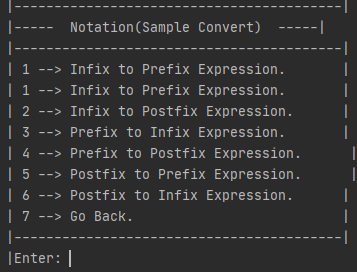 |-----------------------------------------|
|-----  Notation(Sample Convert)  -----|
|-----------------------------------------|
| 1 --> Infix to Prefix Expression.       |
| 1 --> Infix to Prefix Expression.       |
| 2 --> Infix to Postfix Expression.      |
| 3 --> Prefix to Infix Expression.       |
| 4 --> Prefix to Postfix Expression.      |
| 5 --> Postfix to Prefix Expression.      |
| 6 --> Postfix to Infix Expression.      |
| 7 --> Go Back.                          |
|-----------------------------------------|
|Enter: